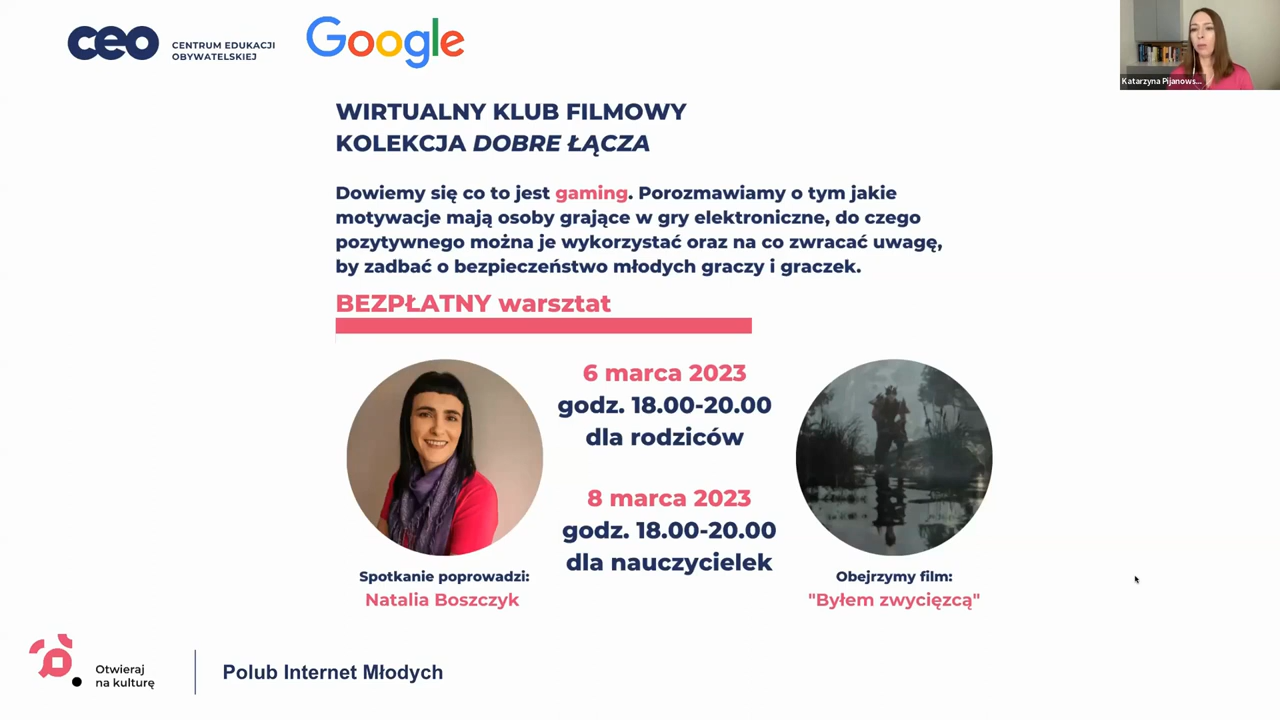 ceo
CENTRUM EDUKACJI
OBYWATELSKIEJ
Google
Katarzyna Pijanows...
WIRTUALNY KLUB FILMOWY
KOLEKCJA DOBRE ŁĄCZA
Dowiemy się co to jest gaming. Porozmawiamy o tym jakie
motywacje mają osoby grające w gry elektroniczne, do czego
pozytywnego można je wykorzystać oraz na co zwracać uwagę,
by zadbać o bezpieczeństwo młodych graczy i graczek.
BEZPŁATNY warsztat
6 marca 2023
godz. 18.00-20.00
dla rodziców
8 marca 2023
godz. 18.00-20.00
dla nauczycielek
Spotkanie poprowadzi:
Natalia Boszczyk
Obejrzymy film:
"Byłem zwycięzcą"
Otwieraj
na kulturę
Polub Internet Młodych